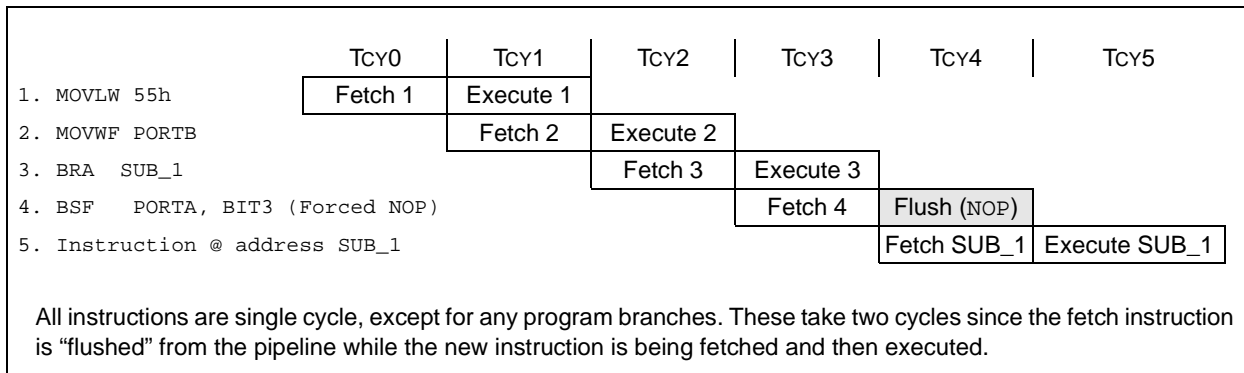 TCY0 TCY1 TCY2 TCY3 TCY4 TCY5
1. MOVLW 55h Fetch 1 Execute 1
2. MOVWF PORTB Fetch 2 Execute 2
3. BRA SUB_1 Fetch 3 Execute 3
4. BSF PORTA, BIT3 (Forced NOP) Fetch 4 Flush (NOP)
5. Instruction @ address SUB_1 Fetch SUB_1 Execute SUB_1
All instructions are single cycle, except for any program branches. These take two cycles since the fetch instruction
is “flushed” from the pipeline while the new instruction is being fetched and then executed.